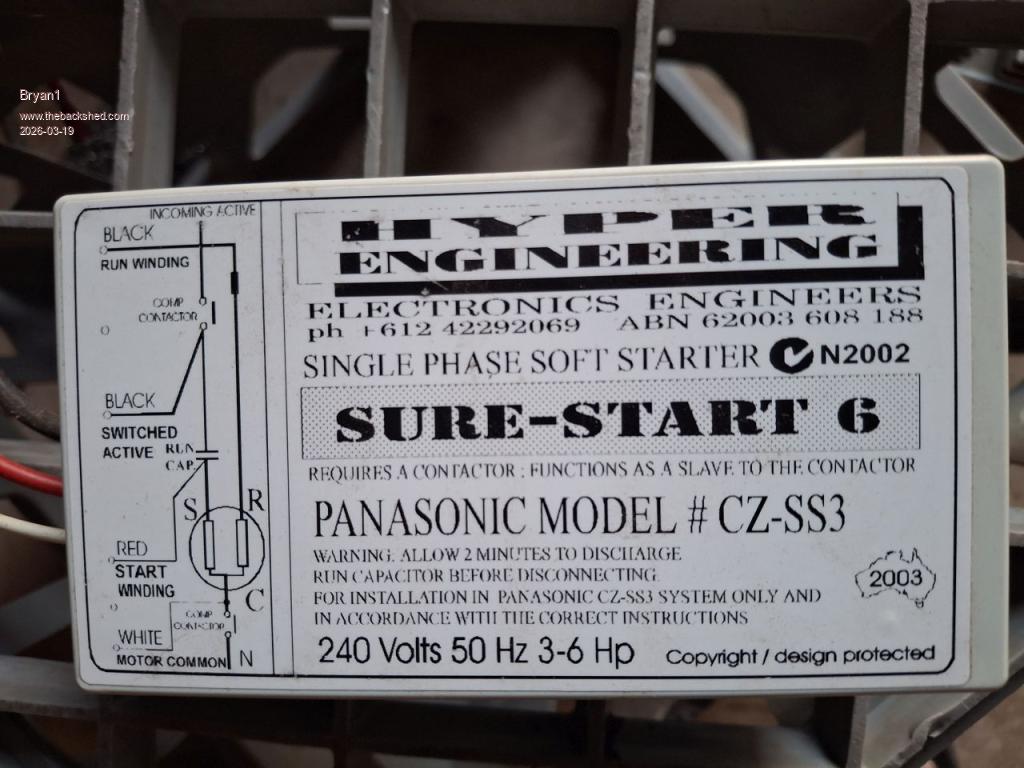 Bryan1
www.thebackshed.com
2026-03-19
INCOMING ACTIVE
BLACK
RUN WINDING
COMP
CONTACTOR
BLACK
SWITCHED
ACTIVE
RUN
CAP.
S
R
RED
START
WINDING
C
COMP
CONTACTOR
WHITE
MOTOR COMMON
N
HYPER
ENGINEERING
ELECTRONICS ENGINEERS
ph +612 42292069 ABN 62003 608 188
SINGLE PHASE SOFT STARTER N2002
SURE-START 6
REQUIRES A CONTACTOR : FUNCTIONS AS A SLAVE TO THE CONTACTOR
PANASONIC MODEL # CZ-SS3
WARNING: ALLOW 2 MINUTES TO DISCHARGE
RUN CAPACITOR BEFORE DISCONNECTING.
FOR INSTALLATION IN PANASONIC CZ-SS3 SYSTEM ONLY AND
IN ACCORDANCE WITH THE CORRECT INSTRUCTIONS
2003
240 Volts 50 Hz 3-6 Hp
Copyright / design protected